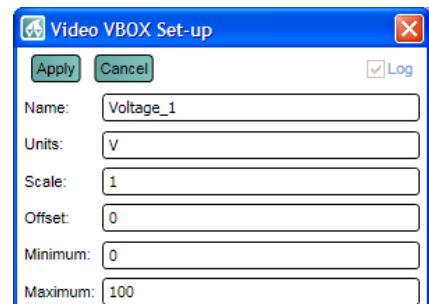 Video VBOX Set-up
Apply Cancel Log
Name: Voltage_1
Units: V
Scale: 1
Offset: 0
Minimum: 0
Maximum: 100